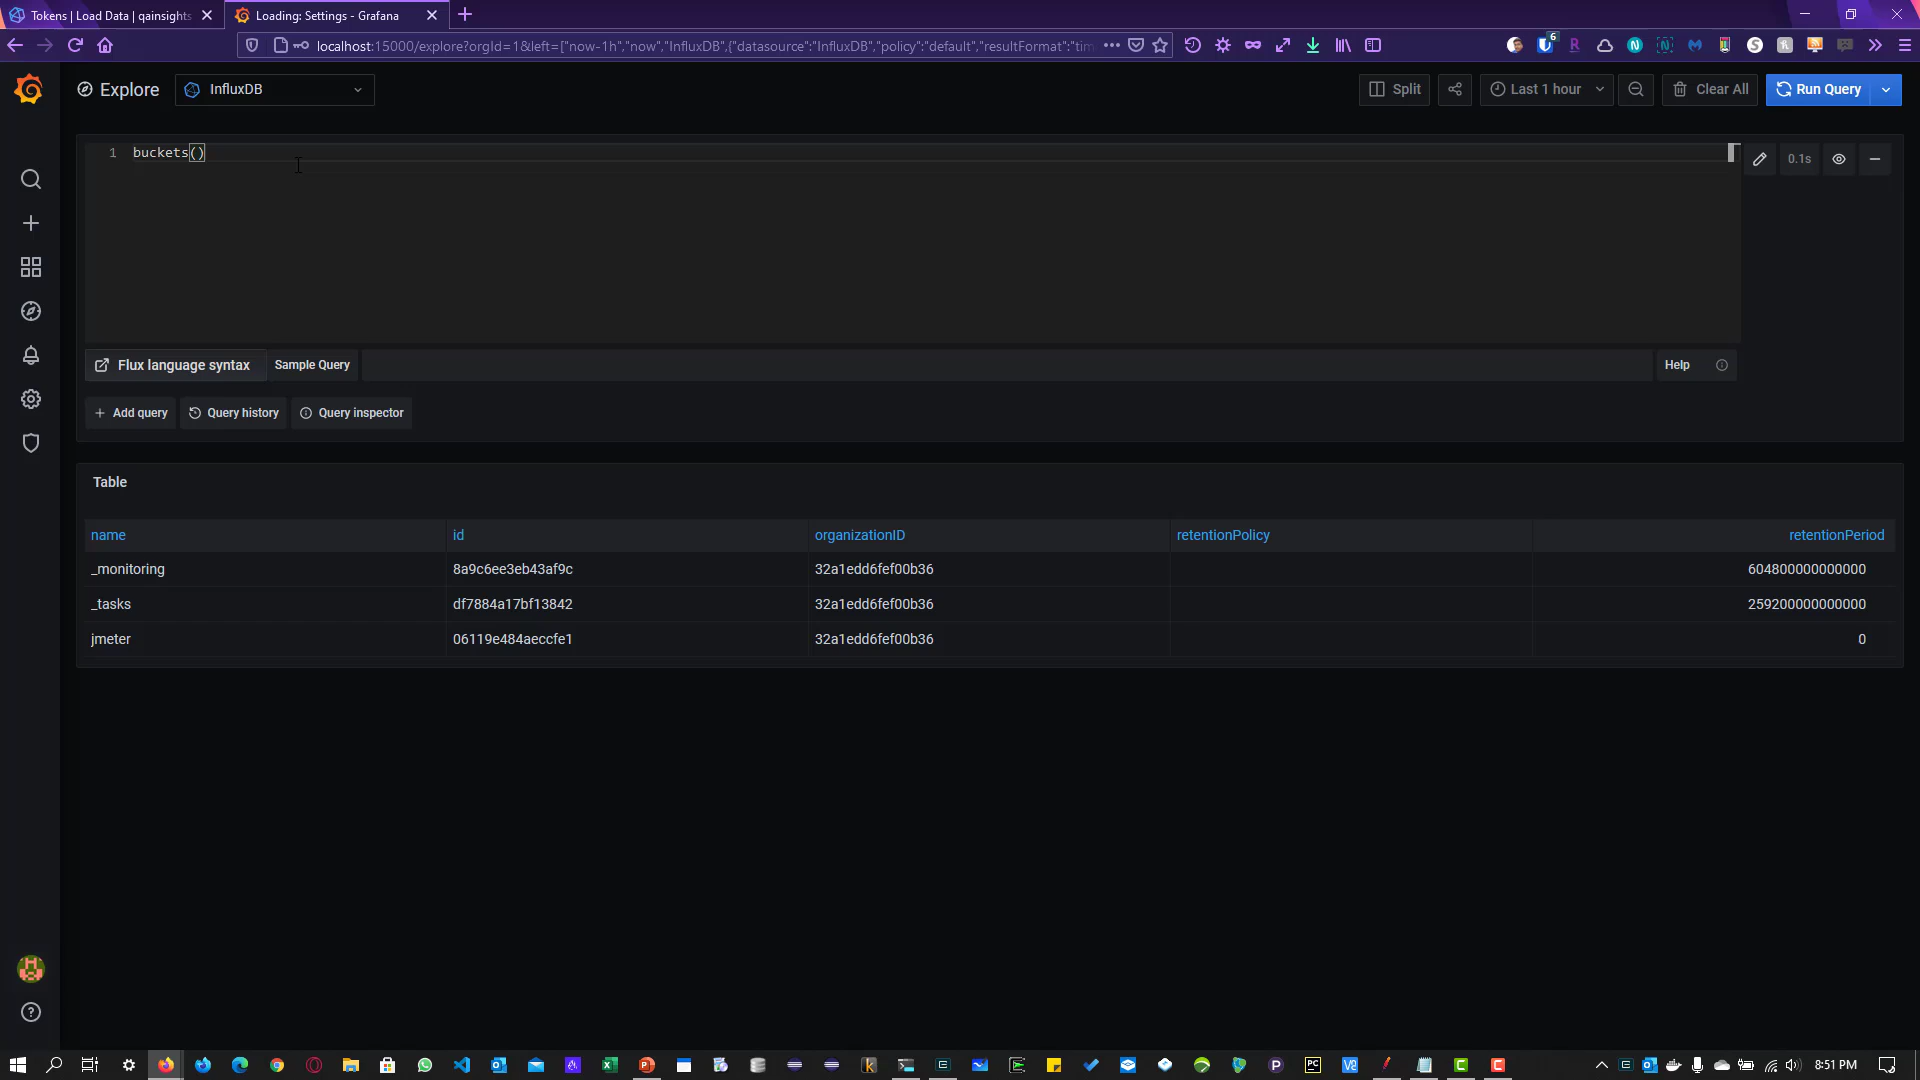 Tokens | Load Data | qainsights
Loading: Settings - Grafana
localhost:15000/explore?orgId=1&left=["now-1h","now","InfluxDB",{"datasource":"InfluxDB","policy":"default","resultFormat":"tim
6
Explore
InfluxDB
Split
Last 1 hour
Clear All
Run Query
1 buckets()
0.1s
Flux language syntax
Sample Query
Help
Add query
Query history
Query inspector
Table
name id organizationID retentionPolicy retentionPeriod
_monitoring 8a9c6ee3eb43af9c 32a1edd6fef00b36 604800000000000
_tasks df7884a17bf13842 32a1edd6fef00b36 259200000000000
jmeter 06119e484aeccfe1 32a1edd6fef00b36 0
8:51 PM